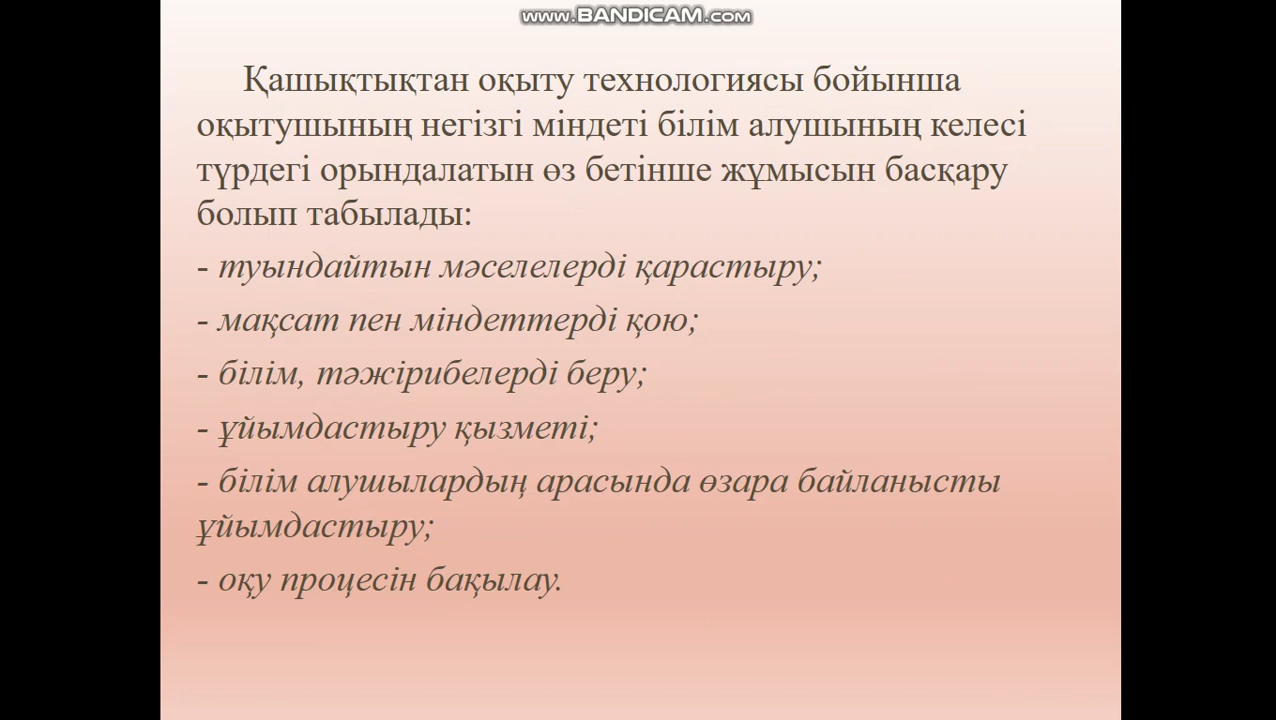 www.BANDICAM.com
Қашықтықтан оқыту технологиясы бойынша
оқытушының негізгі міндеті білім алушының келесі
түрдегі орындалатын өз бетінше жұмысын басқару
болып табылады:
- туындайтын мәселелерді қарастыру;
- мақсат пен міндеттерді қою;
- білім, тәжірибелерді беру;
- ұйымдастыру қызметі;
- білім алушылардың арасында өзара байланысты
ұйымдастыру;
- оқу процесін бақылау.